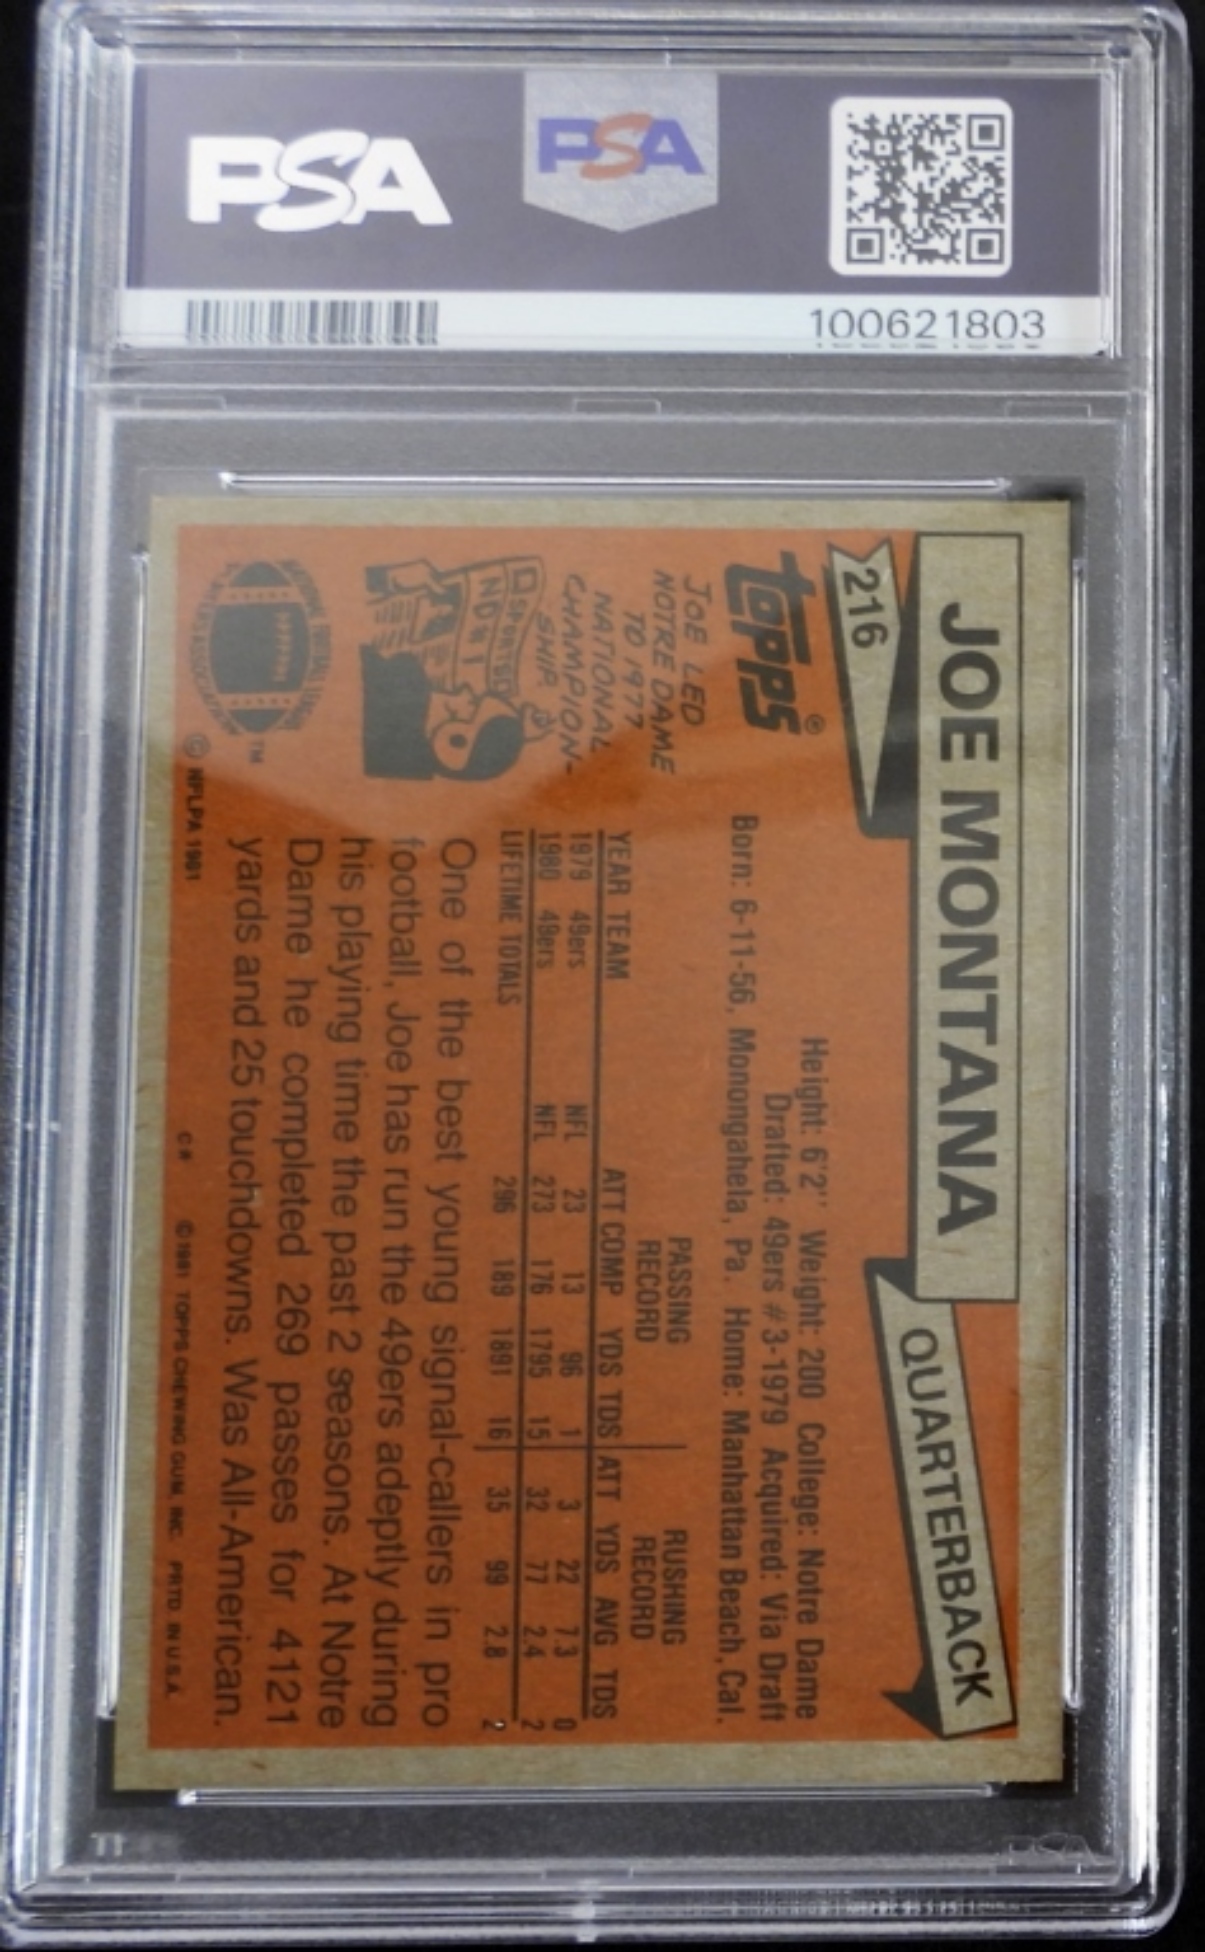 PSA
PSA
100621803
JOE MONTANA
QUARTERBACK
216
topps®
Height: 6'2" Weight: 200 College: Notre Dame
Drafted: 49ers #3-1979 Acquired: Via Draft
Born: 6-11-56, Monongahela, Pa. Home: Manhattan Beach, Cal.
JOE LED
NOTRE DAME
TO 1977
NATIONAL
CHAMPION-
SHIP
SPORTS
ND #1
PASSING RUSHING
RECORD RECORD
YEAR TEAM ATT COMP YDS TDS ATT YDS AVG TDS
1979 49ers NFL 23 13 96 1 3 22 7.3 0
1980 49ers NFL 273 176 1795 15 32 77 2.4 2
LIFETIME TOTALS 296 189 1891 16 35 99 2.8 2
One of the best young signal-callers in pro
football, Joe has run the 49ers adeptly during
his playing time the past 2 seasons. At Notre
Dame he completed 269 passes for 4121
yards and 25 touchdowns. Was All-American.
TM
© NFLPA 1981
C# ©1981 TOPPS CHEWING GUM, INC. PRTD. IN U.S.A.
PSA